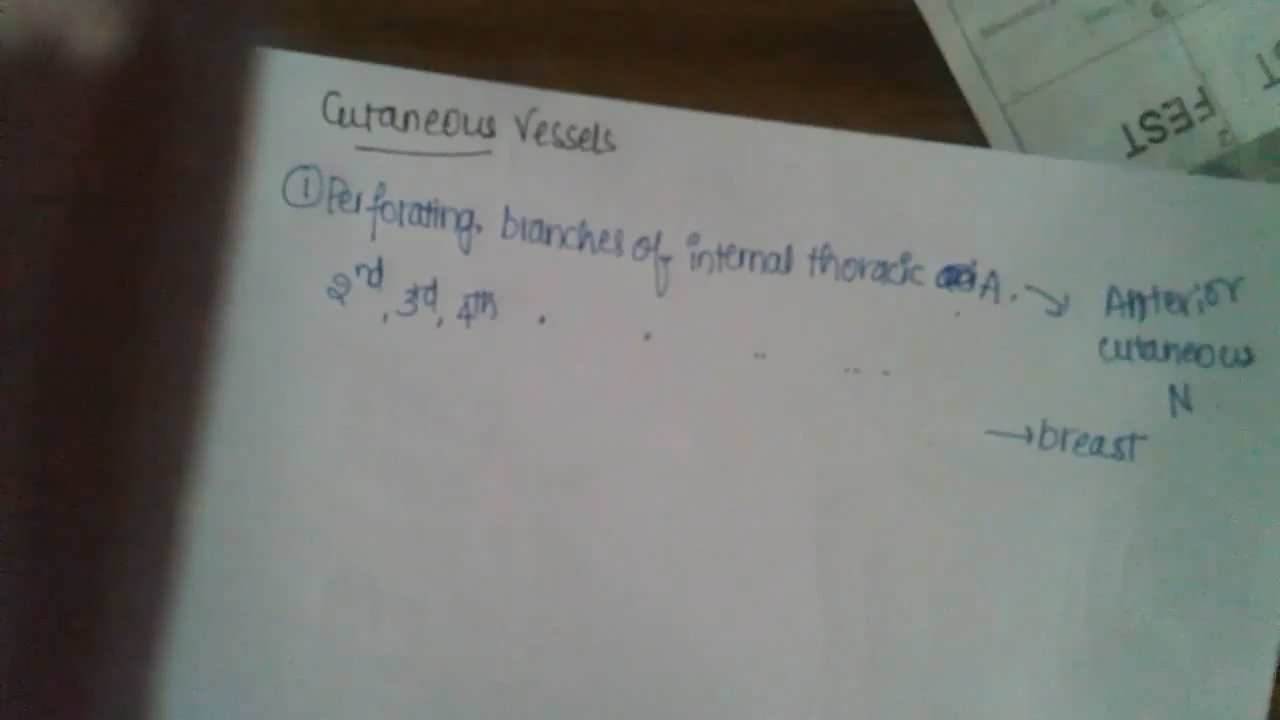 Cutaneous Vessels
① Perforating branches of internal thoracic A. → Anterior
cutaneous
N
2nd, 3rd, 4th
→ breast
FEST